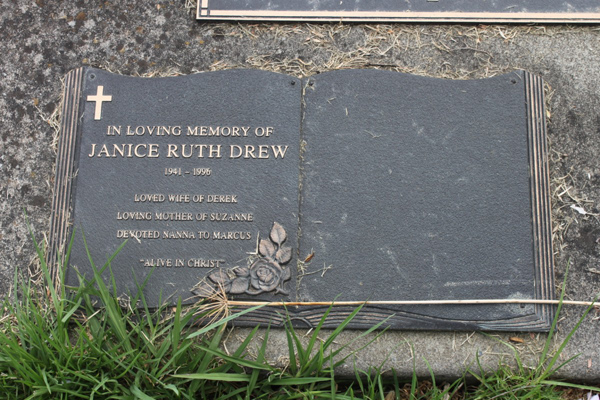 IN LOVING MEMORY OF
JANICE RUTH DREW
1941 - 1996
LOVED WIFE OF DEREK
LOVING MOTHER OF SUZANNE
DEVOTED NANNA TO MARCUS
"ALIVE IN CHRIST"